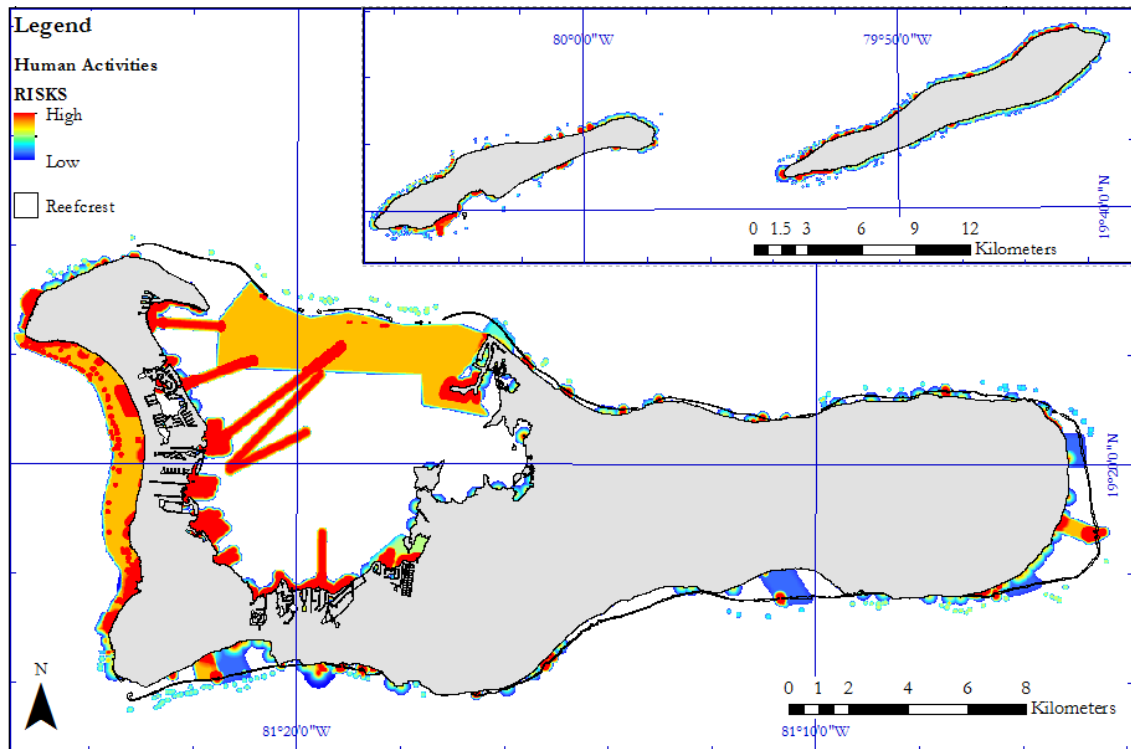 Legend
Human Activities
RISKS
High
Low
Reefcrest
80°0'0"W
79°50'0"W
19°40'0"N
0 1.5 3 6 9 12
Kilometers
19°20'0"N
N
0 1 2 4 6 8
Kilometers
81°20'0"W
81°10'0"W